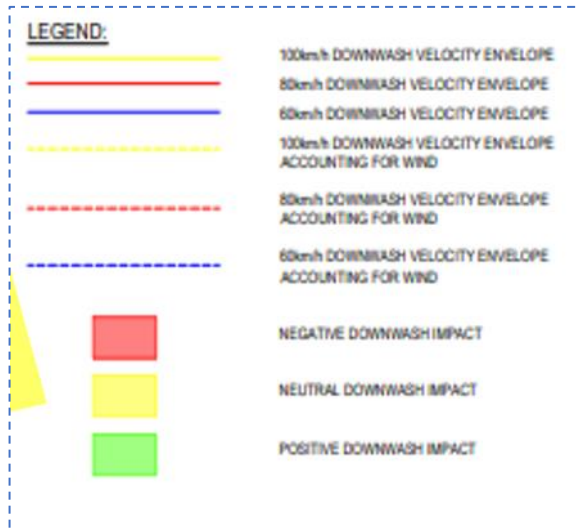 LEGEND:
100km/h DOWNWASH VELOCITY ENVELOPE
80km/h DOWNWASH VELOCITY ENVELOPE
60km/h DOWNWASH VELOCITY ENVELOPE
100km/h DOWNWASH VELOCITY ENVELOPE
ACCOUNTING FOR WIND
80km/h DOWNWASH VELOCITY ENVELOPE
ACCOUNTING FOR WIND
60km/h DOWNWASH VELOCITY ENVELOPE
ACCOUNTING FOR WIND
NEGATIVE DOWNWASH IMPACT
NEUTRAL DOWNWASH IMPACT
POSITIVE DOWNWASH IMPACT